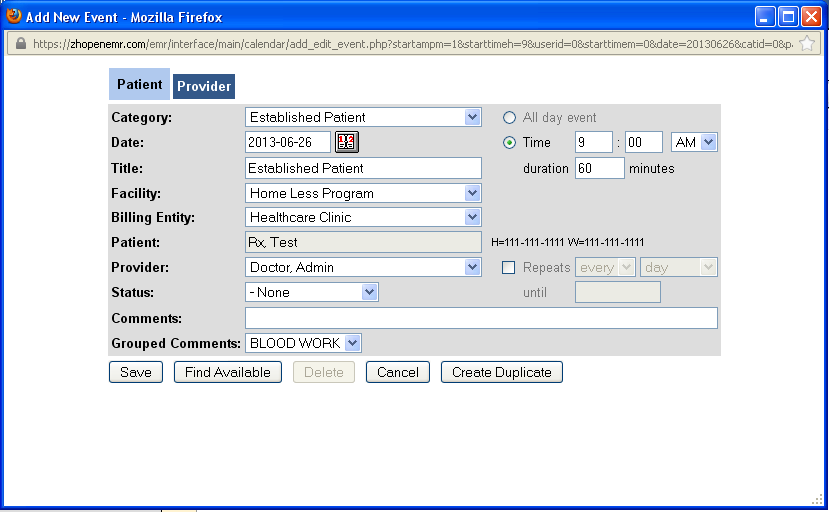 Add New Event - Mozilla Firefox
https://zhopenemr.com/emr/interface/main/calendar/add_edit_event.php?startampm=1&starttimeh=9&userid=0&starttimem=0&date=20130626&catid=0&p
Patient Provider
Category: Established Patient All day event
Date: 2013-06-26 Time 9 : 00 AM
Title: Established Patient duration 60 minutes
Facility: Home Less Program
Billing Entity: Healthcare Clinic
Patient: Rx, Test H=111-111-1111 W=111-111-1111
Provider: Doctor, Admin Repeats every day
Status: - None until
Comments:
Grouped Comments: BLOOD WORK
Save Find Available Delete Cancel Create Duplicate